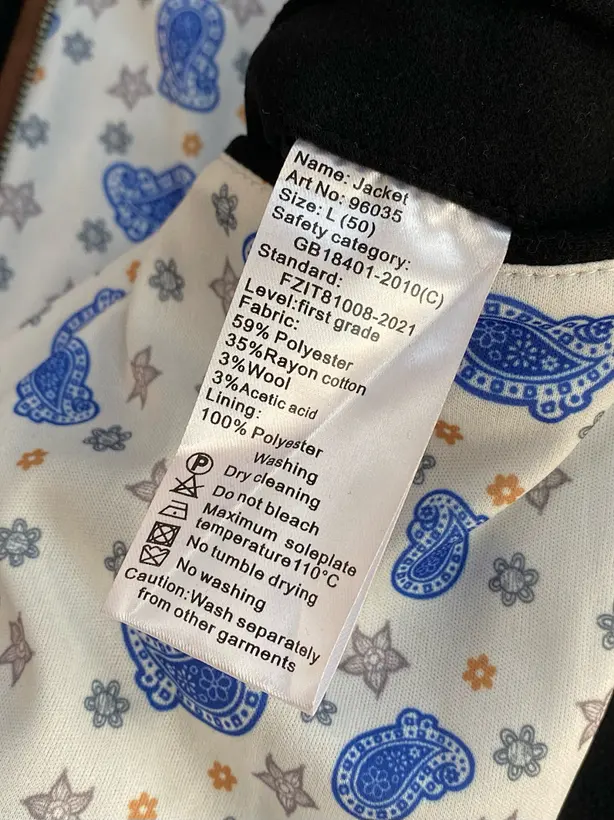 Name: Jacket
Art No: 96035
Size: L (50)
Safety category:
GB18401-2010(C)
Standard:
FZIT81008-2021
Level:first grade
Fabric:
59% Polyester
35%Rayon cotton
3%Wool
3%Acetic acid
Lining:
100% Polyester
Washing
P Dry cleaning
Do not bleach
Maximum soleplate
temperature110°C
No tumble drying
No washing
Caution:Wash separately
from other garments